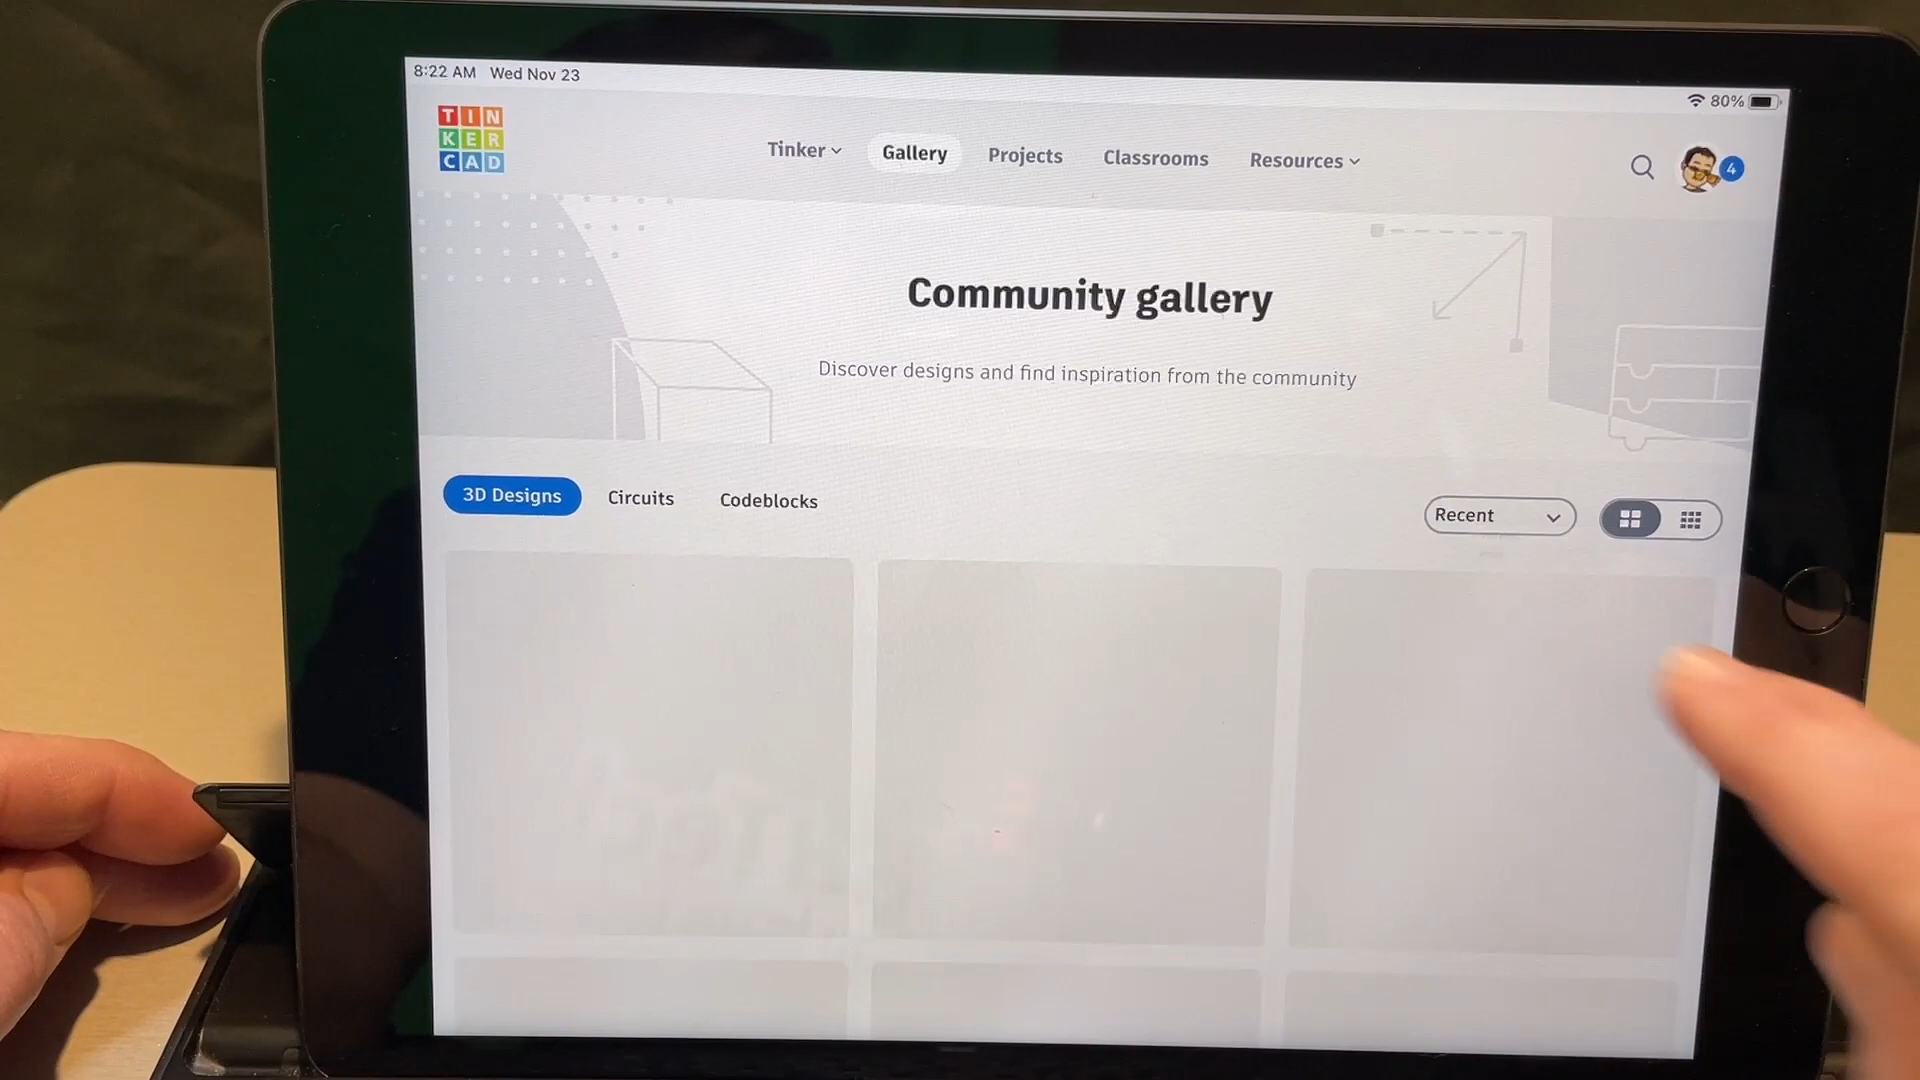 8:22 AM Wed Nov 23
80%
TIN
KER
CAD
Tinker Gallery Projects Classrooms Resources
4
Community gallery
Discover designs and find inspiration from the community
3D Designs Circuits Codeblocks
Recent